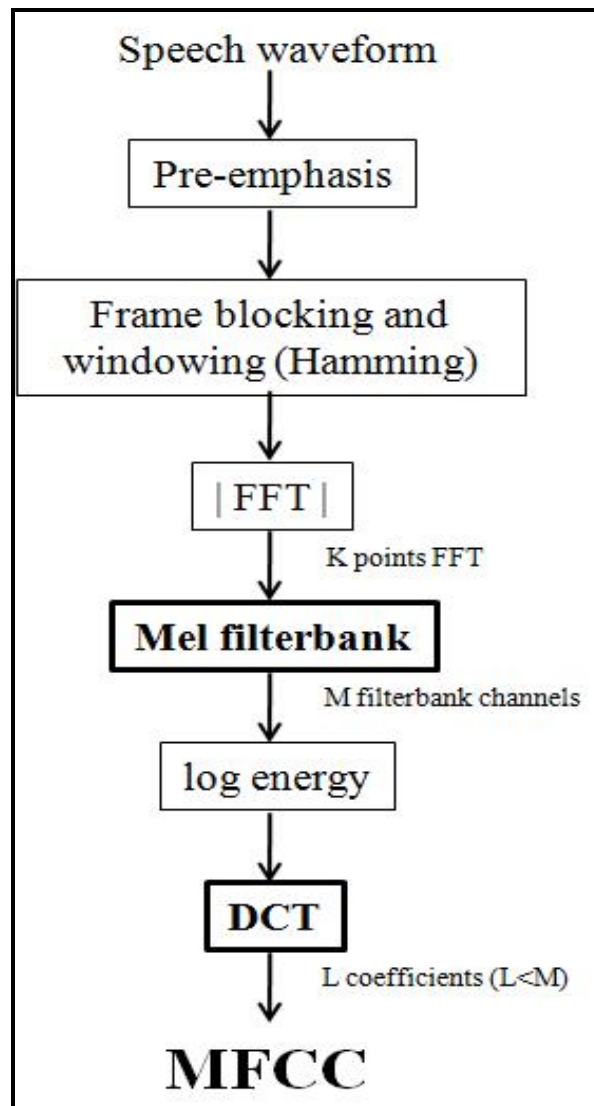 Speech waveform
Pre-emphasis
Frame blocking and
windowing (Hamming)
| FFT |
K points FFT
Mel filterbank
M filterbank channels
log energy
DCT
L coefficients (L<M)
MFCC